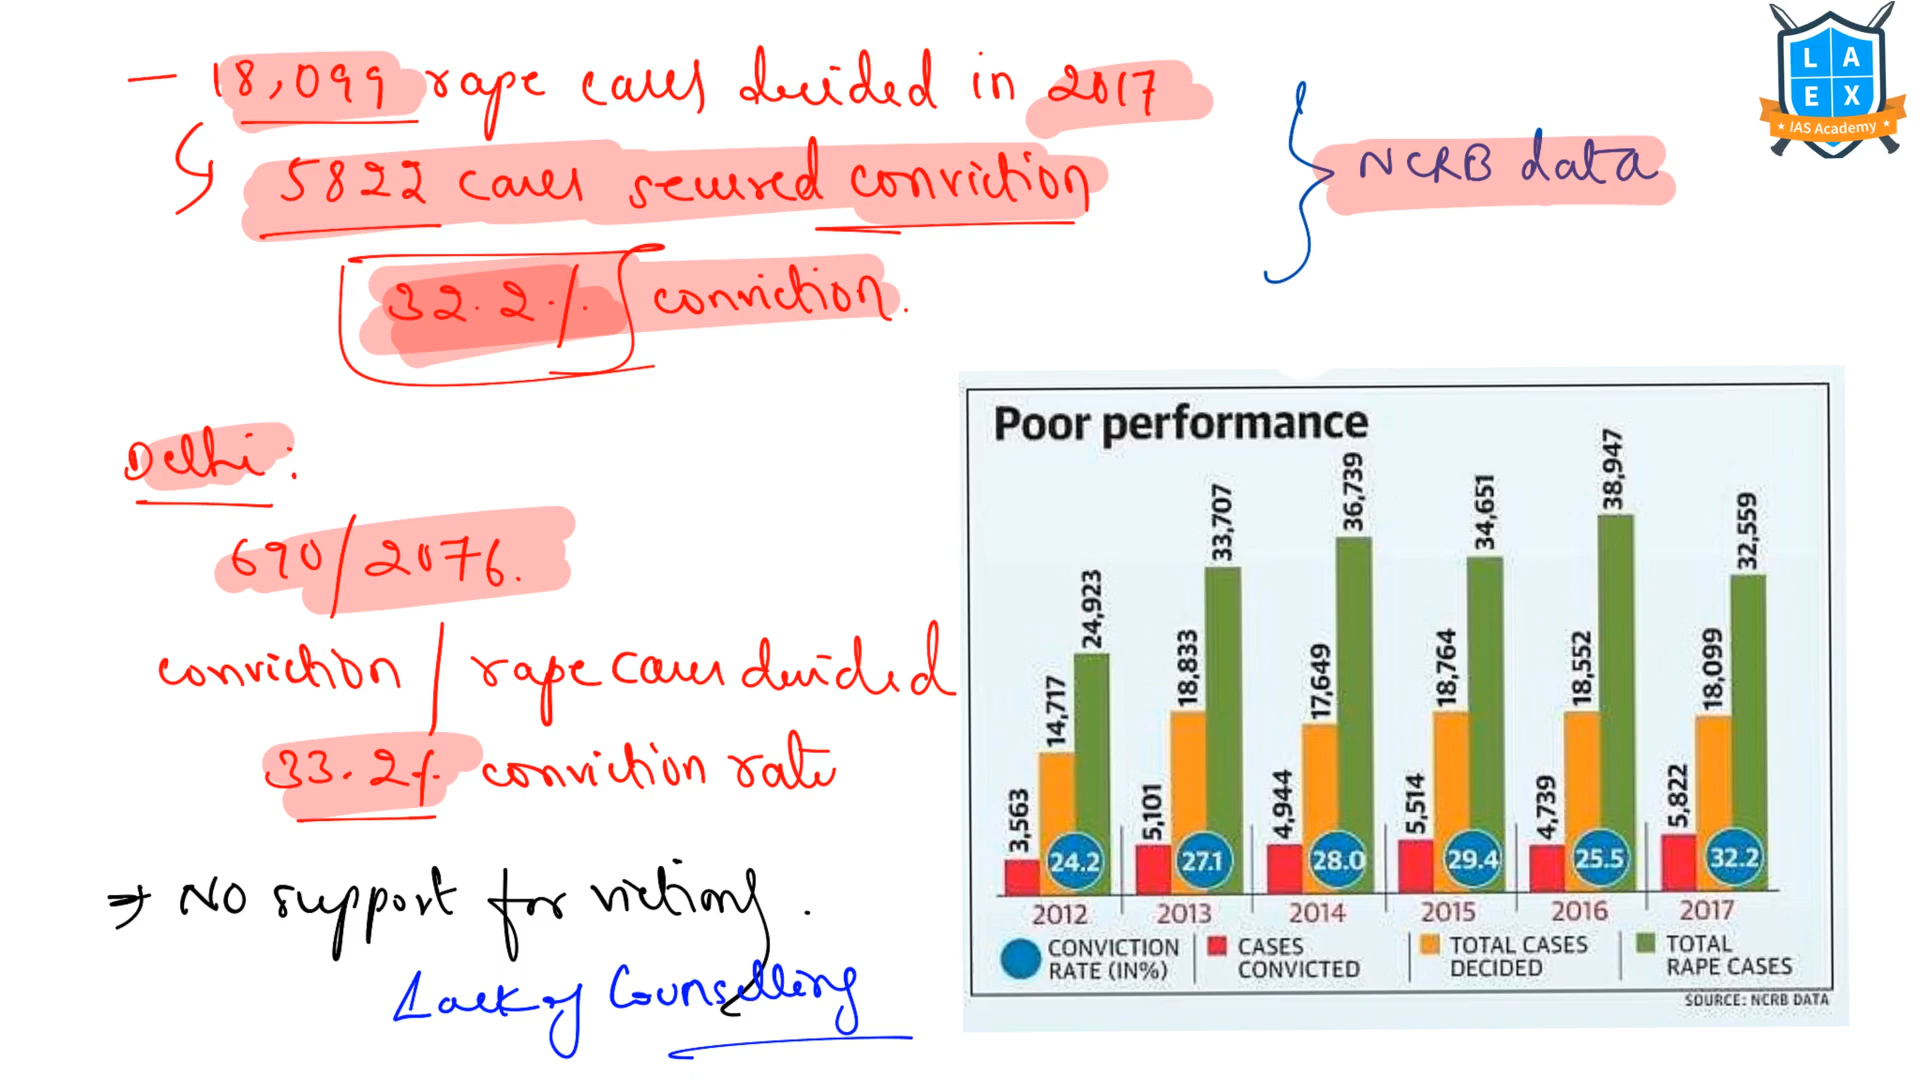 — 18,099 rape cases decided in 2017
5822 cases secured conviction
32.2% conviction.
NCRB data
L A
E X
IAS Academy
Delhi:
690/2076.
conviction / rape cases decided
33.2% conviction rate
⇒ No support for victims.
Lack of Counselling
Poor performance
3,563 14,717 24,923
5,101 18,833 33,707
4,944 17,649 36,739
5,514 18,764 34,651
4,739 18,552 38,947
5,822 18,099 32,559
24.2 27.1 28.0 29.4 25.5 32.2
2012 2013 2014 2015 2016 2017
CONVICTION RATE (IN%)
CASES CONVICTED
TOTAL CASES DECIDED
TOTAL RAPE CASES
SOURCE: NCRB DATA